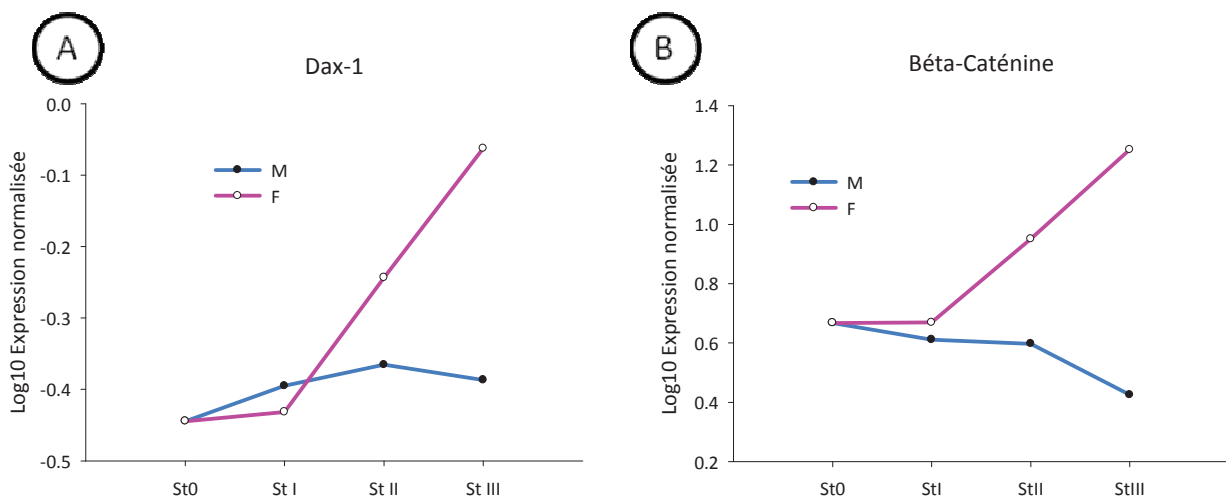 A
Dax-1
Log10 Expression normalisée
0.0
-0.1
-0.2
-0.3
-0.4
-0.5
M
F
St0 St I St II St III
B
Béta-Caténine
Log10 Expression normalisée
1.4
1.2
1.0
0.8
0.6
0.4
0.2
M
F
St0 StI StII StIII